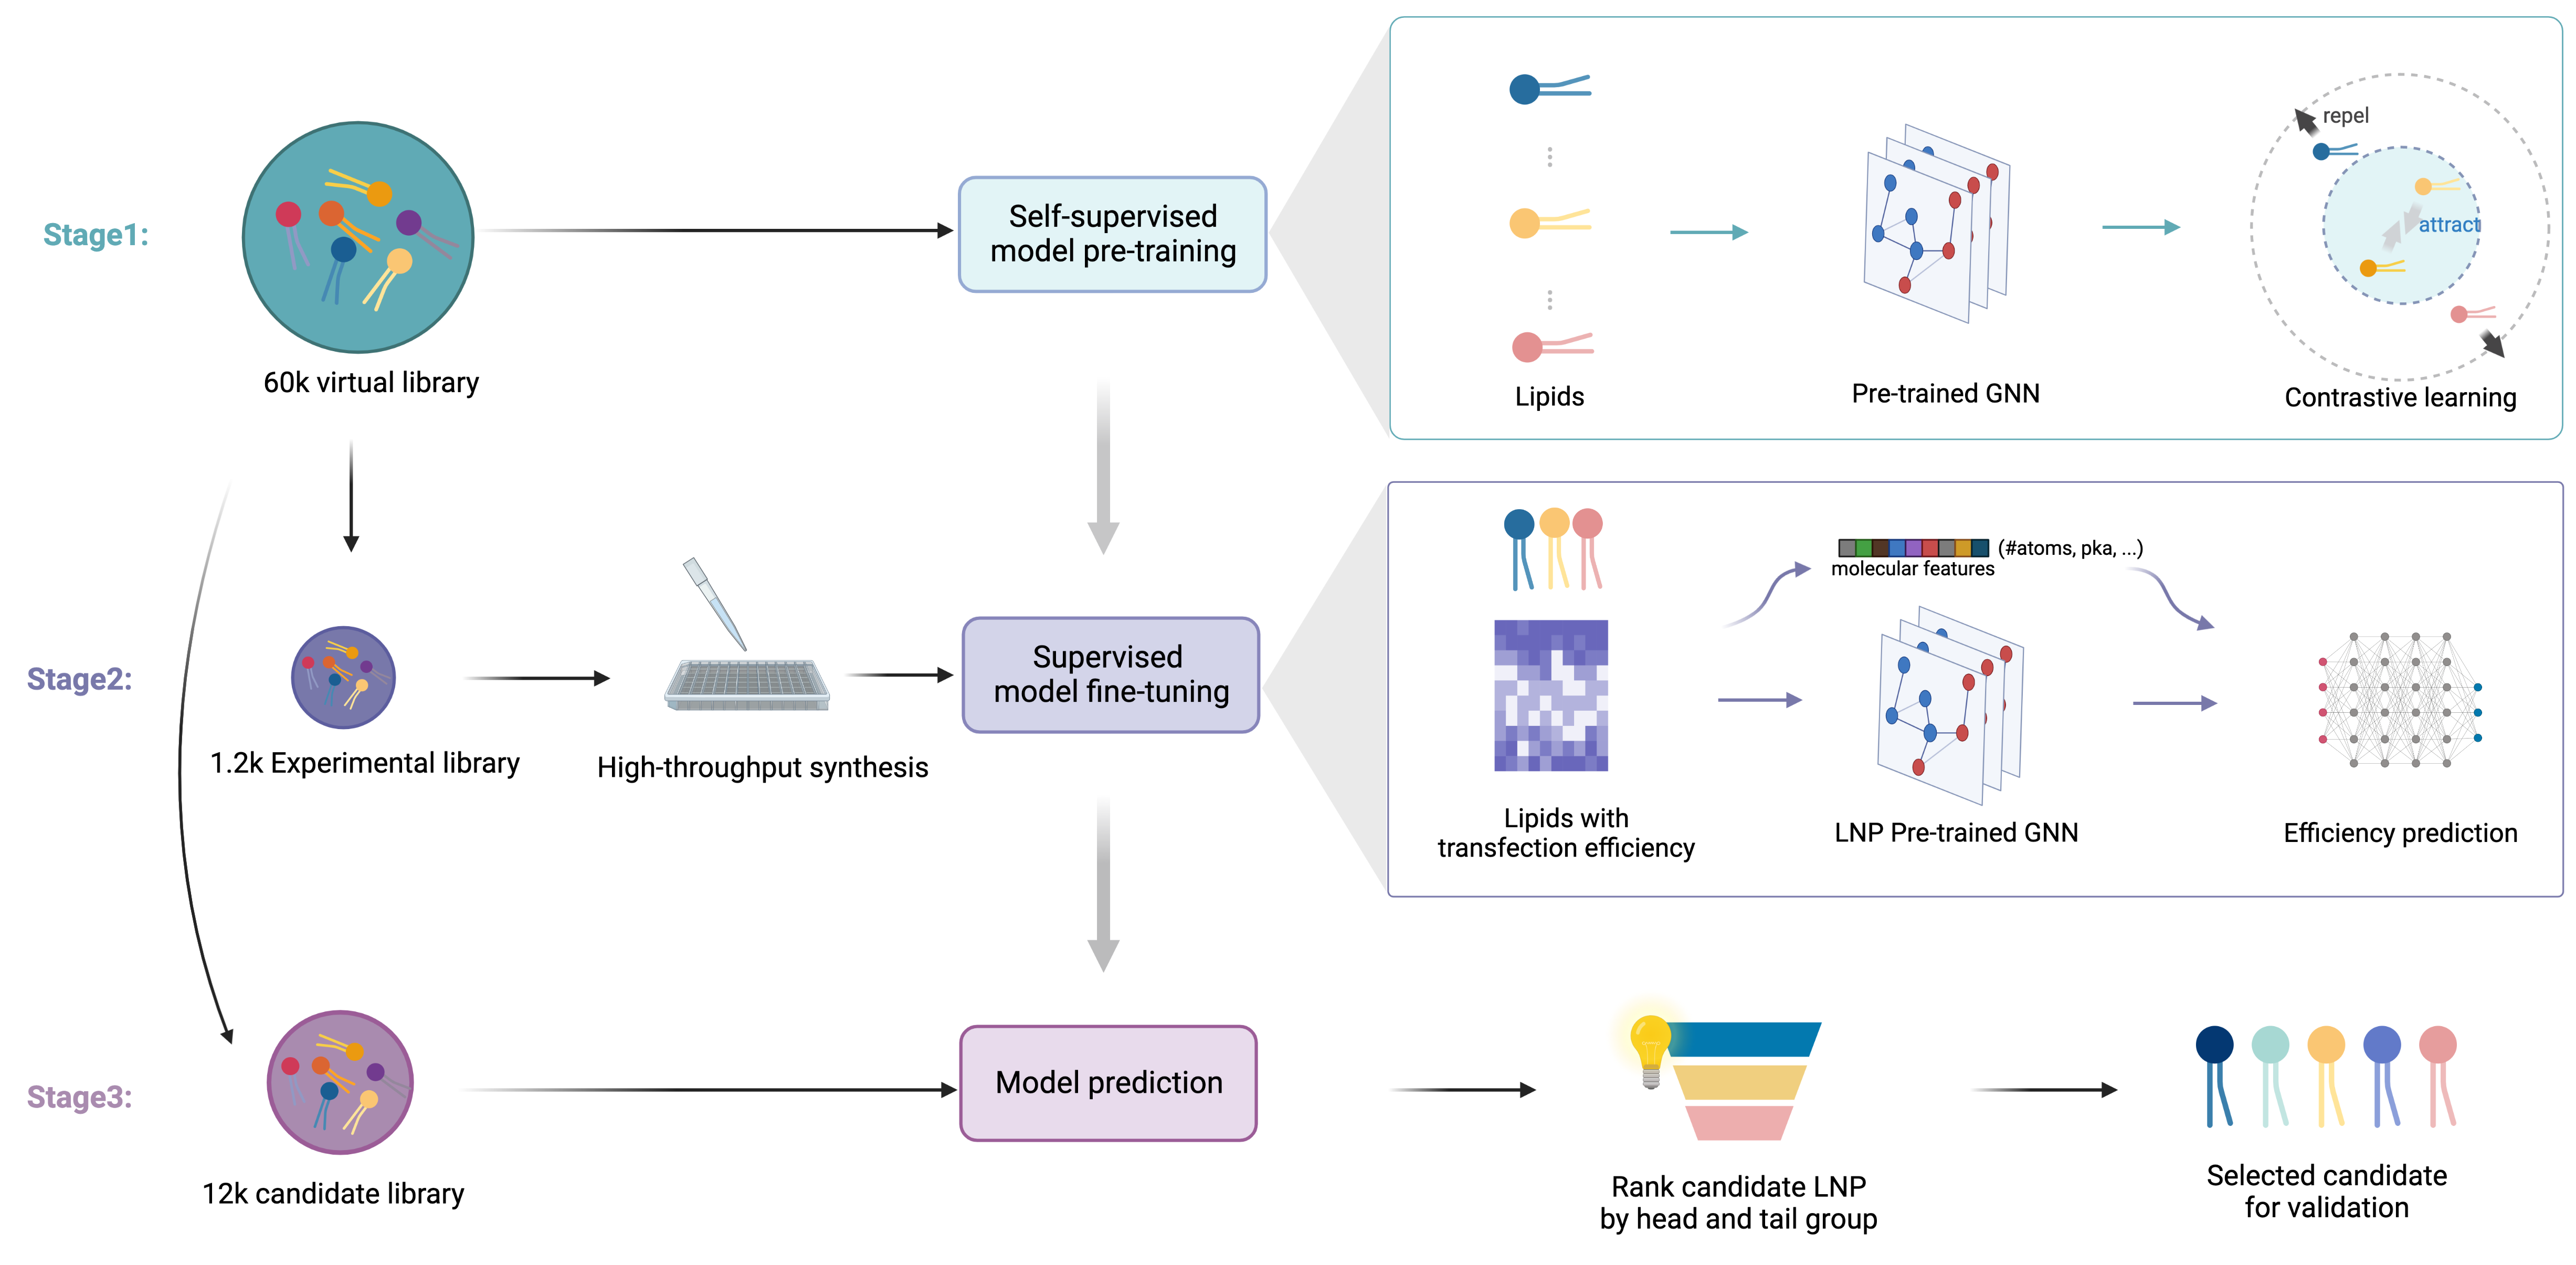 Stage1:
60k virtual library
Self-supervised
model pre-training
Lipids
Pre-trained GNN
repel
attract
Contrastive learning
Stage2:
1.2k Experimental library
High-throughput synthesis
Supervised
model fine-tuning
Lipids with
transfection efficiency
(#atoms, pka, ...)
molecular features
LNP Pre-trained GNN
Efficiency prediction
Stage3:
12k candidate library
Model prediction
Rank candidate LNP
by head and tail group
Selected candidate
for validation